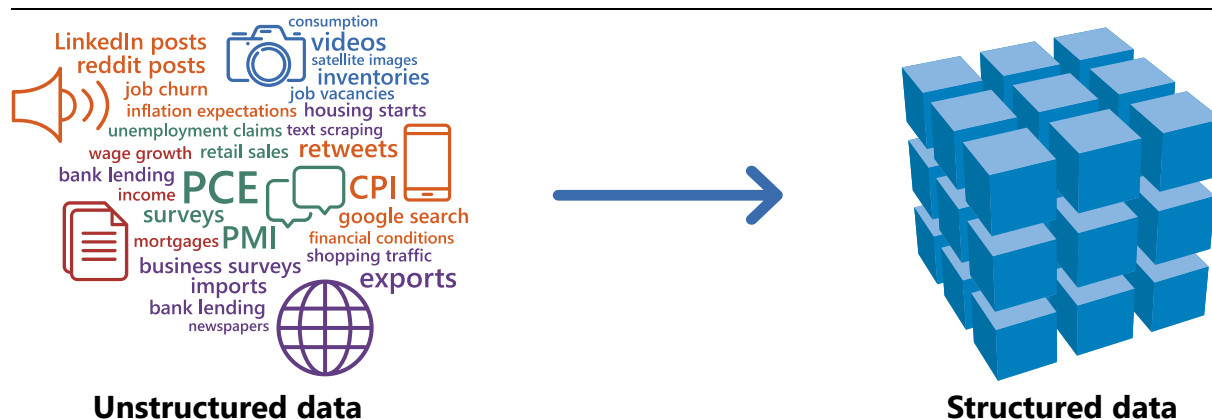 consumption
LinkedIn posts videos
reddit posts satellite images
inventories
job churn job vacancies
inflation expectations housing starts
unemployment claims text scraping
wage growth retail sales retweets
bank lending PCE CPI
income
surveys google search
mortgages PMI financial conditions
business surveys shopping traffic
imports exports
bank lending
newspapers
Unstructured data Structured data